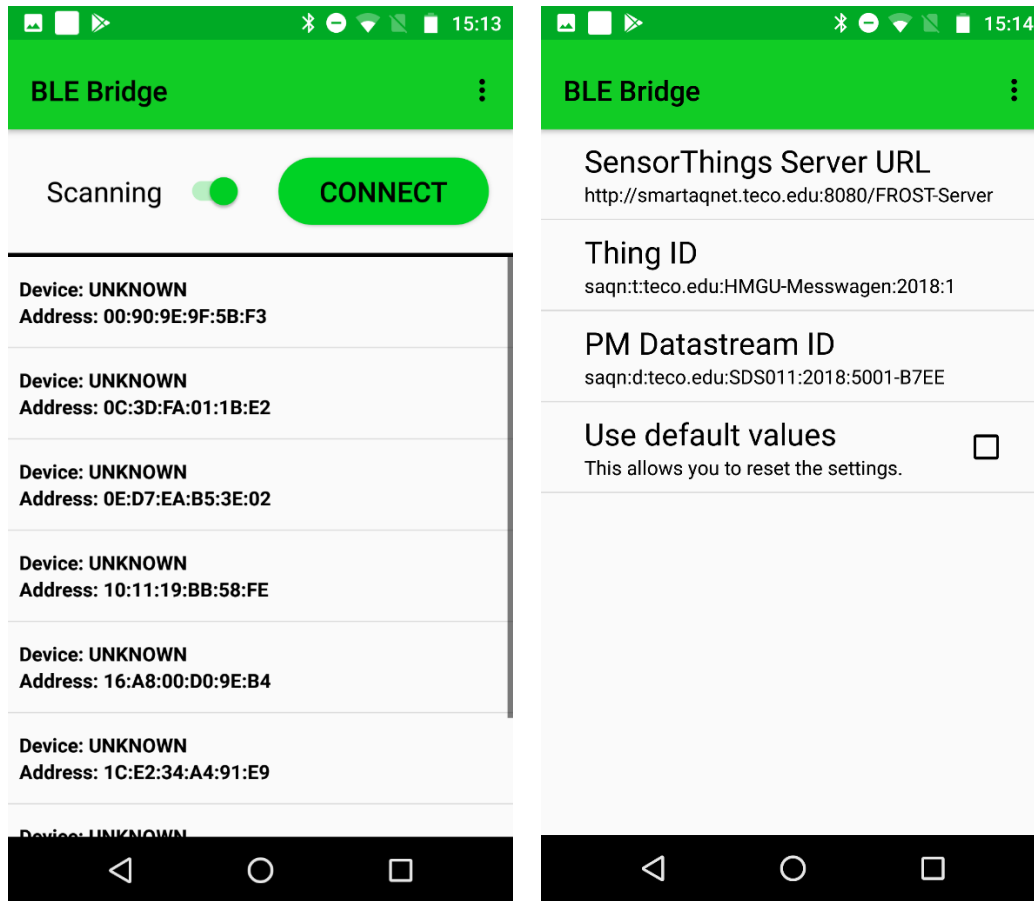 15:13
BLE Bridge
Scanning
CONNECT
Device: UNKNOWN
Address: 00:90:9E:9F:5B:F3
Device: UNKNOWN
Address: 0C:3D:FA:01:1B:E2
Device: UNKNOWN
Address: 0E:D7:EA:B5:3E:02
Device: UNKNOWN
Address: 10:11:19:BB:58:FE
Device: UNKNOWN
Address: 16:A8:00:D0:9E:B4
Device: UNKNOWN
Address: 1C:E2:34:A4:91:E9
Device: UNKNOWN
15:14
BLE Bridge
SensorThings Server URL
http://smartaqnet.teco.edu:8080/FROST-Server
Thing ID
saqn:t:teco.edu:HMGU-Messwagen:2018:1
PM Datastream ID
saqn:d:teco.edu:SDS011:2018:5001-B7EE
Use default values
This allows you to reset the settings.